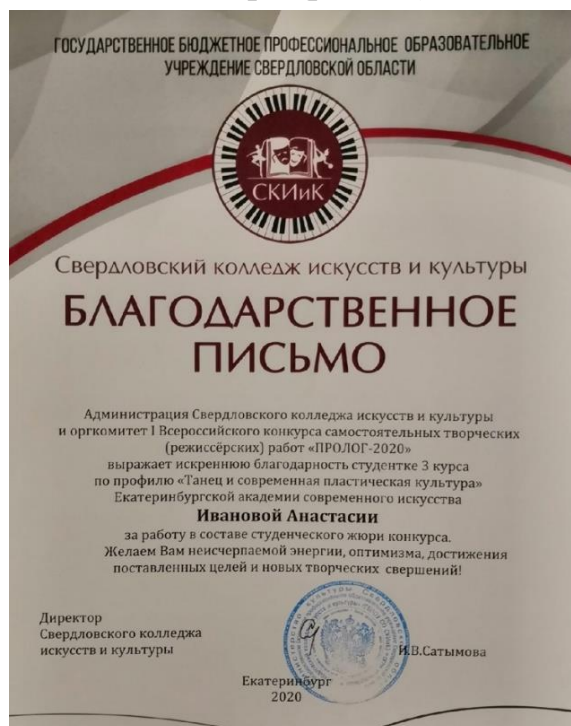 ГОСУДАРСТВЕННОЕ БЮДЖЕТНОЕ ПРОФЕССИОНАЛЬНОЕ ОБРАЗОВАТЕЛЬНОЕ
УЧРЕЖДЕНИЕ СВЕРДЛОВСКОЙ ОБЛАСТИ
СКИиК
Свердловский колледж искусств и культуры
БЛАГОДАРСТВЕННОЕ
ПИСЬМО
Администрация Свердловского колледжа искусств и культуры
и оргкомитет I Всероссийского конкурса самостоятельных творческих
(режиссёрских) работ «ПРОЛОГ-2020»
выражает искреннюю благодарность студентке 3 курса
по профилю «Танец и современная пластическая культура»
Екатеринбургской академии современного искусства
Ивановой Анастасии
за работу в составе студенческого жюри конкурса.
Желаем Вам неисчерпаемой энергии, оптимизма, достижения
поставленных целей и новых творческих свершений!
Директор
Свердловского колледжа
искусств и культуры
И.В.Сатымова
Екатеринбург
2020